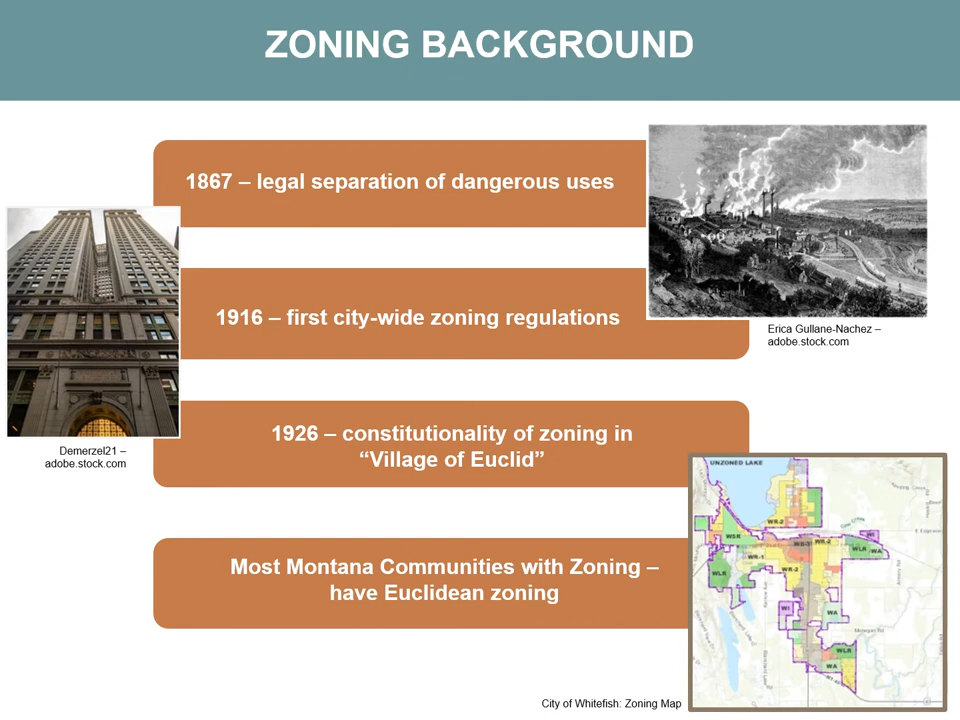 ZONING BACKGROUND
1867 – legal separation of dangerous uses
1916 – first city-wide zoning regulations
Erica Gullane-Nachez –
adobe.stock.com
1926 – constitutionality of zoning in
“Village of Euclid”
Demerzel21 –
adobe.stock.com
Most Montana Communities with Zoning –
have Euclidean zoning
UNZONED LAKE
WR-2
WSR
WR-2
WI
WLR
WA
WR-1
WLR
WR-2
WI
WA
WLR
WA
City of Whitefish: Zoning Map